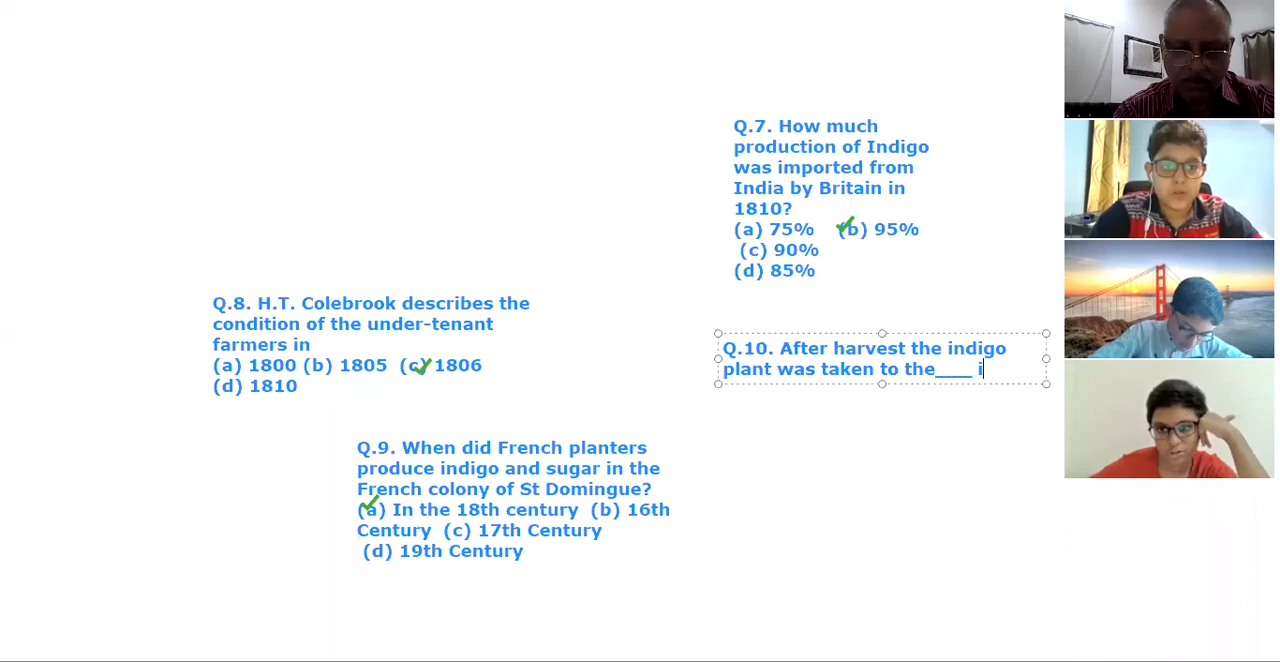 Q.7. How much
production of Indigo
was imported from
India by Britain in
1810?
(a) 75% (b) 95%
(c) 90%
(d) 85%
Q.8. H.T. Colebrook describes the
condition of the under-tenant
farmers in
(a) 1800 (b) 1805 (c) 1806
(d) 1810
Q.10. After harvest the indigo
plant was taken to the____ i
Q.9. When did French planters
produce indigo and sugar in the
French colony of St Domingue?
(a) In the 18th century (b) 16th
Century (c) 17th Century
(d) 19th Century